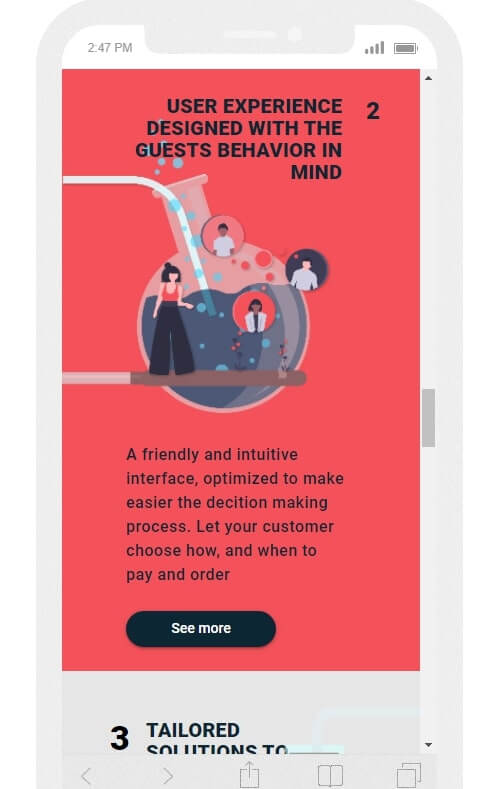 2:47 PM
USER EXPERIENCE
DESIGNED WITH THE
GUESTS BEHAVIOR IN
MIND
2
A friendly and intuitive
interface, optimized to make
easier the decition making
process. Let your customer
choose how, and when to
pay and order
See more
3
TAILORED
SOLUTIONS TO